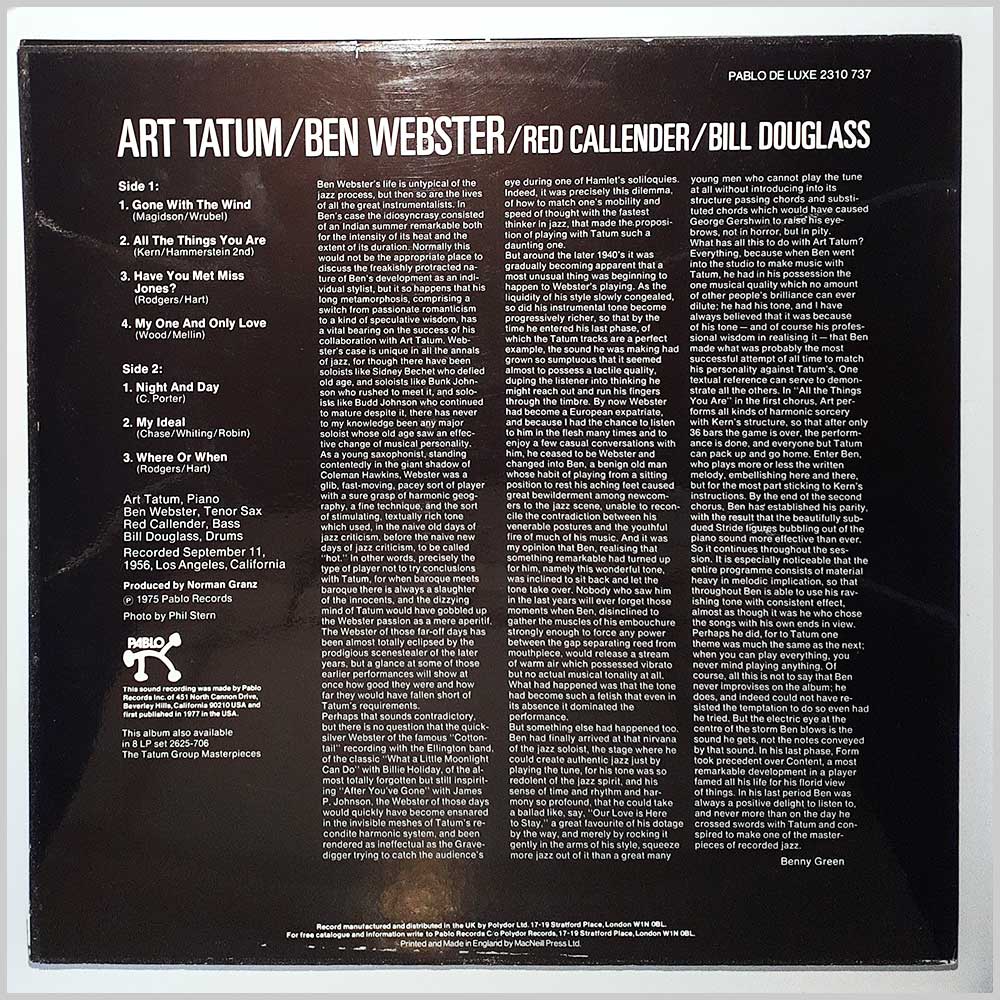 PABLO DE LUXE 2310 737
ART TATUM/BEN WEBSTER/RED CALLENDER/BILL DOUGLASS
Side 1:
1. Gone With The Wind
(Magidson/Wrubel)
2. All The Things You Are
(Kern/Hammerstein 2nd)
3. Have You Met Miss
Jones?
(Rodgers/Hart)
4. My One And Only Love
(Wood/Mellin)
Side 2:
1. Night And Day
(C. Porter)
2. My Ideal
(Chase/Whiting/Robin)
3. Where Or When
(Rodgers/Hart)
Art Tatum, Piano
Ben Webster, Tenor Sax
Red Callender, Bass
Bill Douglass, Drums
Recorded September 11,
1956, Los Angeles, California
Produced by Norman Granz
℗ 1975 Pablo Records
Photo by Phil Stern
PABLO
This sound recording was made by Pablo
Records Inc. of 451 North Cannon Drive,
Beverley Hills, California 90210 USA and
first published in 1977 in the USA.
This album also available
in 8 LP set 2625-706
The Tatum Group Masterpieces
Ben Webster's life is untypical of the
jazz process, but then so are the lives
of all the great instrumentalists. In
Ben's case the idiosyncrasy consisted
of an Indian summer remarkable both
for the intensity of its heat and the
extent of its duration. Normally this
would not be the appropriate place to
discuss the freakishly protracted na-
ture of Ben's development as an indi-
vidual stylist, but it so happens that his
long metamorphosis, comprising a
switch from passionate romanticism
to a kind of speculative wisdom, has
a vital bearing on the success of his
collaboration with Art Tatum. Web-
ster's case is unique in all the annals
of jazz, for though there have been
soloists like Sidney Bechet who defied
old age, and soloists like Bunk John-
son who rushed to meet it, and solo-
ists like Budd Johnson who continued
to mature despite it, there has never
to my knowledge been any major
soloist whose old age saw an effec-
tive change of musical personality.
As a young saxophonist, standing
contentedly in the giant shadow of
Coleman Hawkins, Webster was a
glib, fast-moving, pacey sort of player
with a sure grasp of harmonic geog-
raphy, a fine technique, and the sort
of stimulating, texturally rich tone
which used, in the naive old days of
jazz criticism, before the naive new
days of jazz criticism, to be called
"hot." In other words, precisely the
type of player not to try conclusions
with Tatum, for when baroque meets
baroque there is always a slaughter
of the innocents, and the dizzying
mind of Tatum would have gobbled up
the Webster passion as a mere aperitif.
The Webster of those far-off days has
been almost totally eclipsed by the
prodigious scenestealer of the later
years, but a glance at some of those
earlier performances will show at
once how good they were and how
far they would have fallen short of
Tatum's requirements.
Perhaps that sounds contradictory,
but there is no question that the quick-
silver Webster of the famous "Cotton-
tail" recording with the Ellington band,
of the classic "What a Little Moonlight
Can Do" with Billie Holiday, of the al-
most totally forgotten but still inspirit-
ing "After You've Gone" with James
P. Johnson, the Webster of those days
would quickly have become ensnared
in the invisible meshes of Tatum's re-
condite harmonic system, and been
rendered as ineffectual as the Grave-
digger trying to catch the audience's
eye during one of Hamlet's soliloquies.
Indeed, it was precisely this dilemma,
of how to match one's mobility and
speed of thought with the fastest
thinker in jazz, that made the propo-
sition of playing with Tatum such a
daunting one.
But around the later 1940's it was
gradually becoming apparent that a
most unusual thing was beginning to
happen to Webster's playing. As the
liquidity of his style slowly congealed,
so did his instrumental tone become
progressively richer, so that by the
time he entered his last phase, of
which the Tatum tracks are a perfect
example, the sound he was making had
grown so sumptuous that it seemed
almost to possess a tactile quality,
duping the listener into thinking he
might reach out and run his fingers
through the timbre. By now Webster
had become a European expatriate,
and because I had the chance to listen
to him in the flesh many times and to
enjoy a few casual conversations with
him, he ceased to be Webster and
changed into Ben, a benign old man
whose habit of playing from a sitting
position to rest his aching feet caused
great bewilderment among newcom-
ers to the jazz scene, unable to recon-
cile the contradiction between his
venerable postures and the youthful
fire of much of his music. And it was
my opinion that Ben, realising that
something remarkable had turned up
for him, namely this wonderful tone,
was inclined to sit back and let the
tone take over. Nobody who saw him
in the last years will ever forget those
moments when Ben, disinclined to
gather the muscles of his embouchure
strongly enough to force any power
between the gap separating reed from
mouthpiece, would release a stream
of warm air which possessed vibrato
but no actual musical tonality at all.
What had happened was that the tone
had become such a fetish that even in
its absence it dominated the
performance.
But something else had happened too.
Ben had finally arrived at that nirvana
of the jazz soloist, the stage where he
could create authentic jazz just by
playing the tune, for his tone was so
redolent of the jazz spirit, and his
sense of time and rhythm and har-
mony so profound, that he could take
a ballad like, say, "Our Love is Here
to Stay," a great favourite of his dotage
by the way, and merely by rocking it
gently in the arms of his style, squeeze
more jazz out of it than a great many
young men who cannot play the tune
at all without introducing into its
structure passing chords and substi-
tuted chords which would have caused
George Gershwin to raise his eye-
brows, not in horror, but in pity.
What has all this to do with Art Tatum?
Everything, because when Ben went
into the studio to make music with
Tatum, he had in his possession the
one musical quality which no amount
of other people's brilliance can ever
dilute; he had his tone, and I have
always believed that it was because
of his tone — and of course his profes-
sional wisdom in realising it — that Ben
made what was probably the most
successful attempt of all time to match
his personality against Tatum's. One
textual reference can serve to demon-
strate all the others. In "All the Things
You Are" in the first chorus, Art per-
forms all kinds of harmonic sorcery
with Kern's structure, so that after only
36 bars the game is over, the perform-
ance is done, and everyone but Tatum
can pack up and go home. Enter Ben,
who plays more or less the written
melody, embellishing here and there,
but for the most part sticking to Kern's
instructions. By the end of the second
chorus, Ben has established his parity,
with the result that the beautifully sub-
dued Stride figures bubbling out of the
piano sound more effective than ever.
So it continues throughout the ses-
sion. It is especially noticeable that the
entire programme consists of material
heavy in melodic implication, so that
throughout Ben is able to use his rav-
ishing tone with consistent effect,
almost as though it was he who chose
the songs with his own ends in view.
Perhaps he did, for to Tatum one
theme was much the same as the next;
when you can play everything, you
never mind playing anything. Of
course, all this is not to say that Ben
never improvises on the album; he
does, and indeed could not have re-
sisted the temptation to do so even had
he tried. But the electric eye at the
centre of the storm Ben blows is the
sound he gets, not the notes conveyed
by that sound. In his last phase, Form
took precedent over Content, a most
remarkable development in a player
famed all his life for his florid view
of things. In his last period Ben was
always a positive delight to listen to,
and never more than on the day he
crossed swords with Tatum and con-
spired to make one of the master-
pieces of recorded jazz.
Benny Green
Record manufactured and distributed in the UK by Polydor Ltd. 17-19 Stratford Place, London W1N 0BL.
For free catalogue and information write to Pablo Records C/o Polydor Records, 17-19 Stratford Place, London W1N 0BL.
Printed and Made in England by MacNeill Press Ltd.